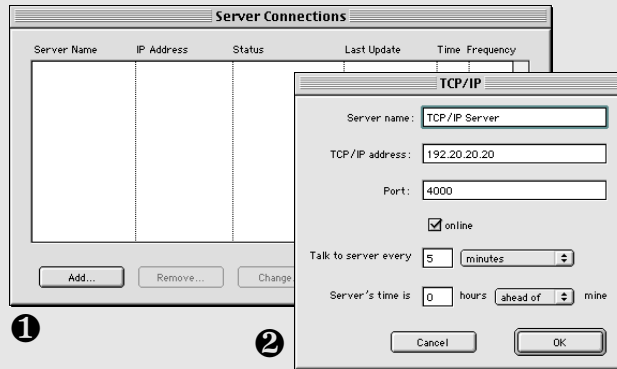 Server Connections
Server Name IP Address Status Last Update Time Frequency
Add... Remove... Change
❶
TCP/IP
Server name: TCP/IP Server
TCP/IP address: 192.20.20.20
Port: 4000
online
Talk to server every 5 minutes
Server's time is 0 hours ahead of mine
Cancel OK
❷